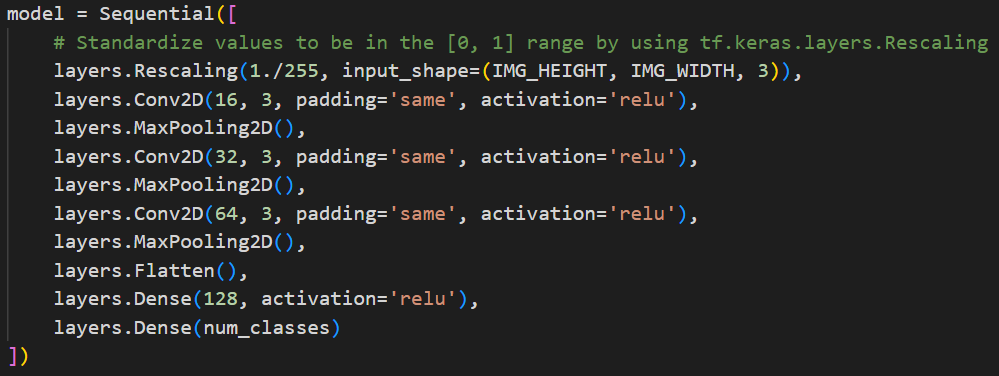 model = Sequential([
    # Standardize values to be in the [0, 1] range by using tf.keras.layers.Rescaling
    layers.Rescaling(1./255, input_shape=(IMG_HEIGHT, IMG_WIDTH, 3)),
    layers.Conv2D(16, 3, padding='same', activation='relu'),
    layers.MaxPooling2D(),
    layers.Conv2D(32, 3, padding='same', activation='relu'),
    layers.MaxPooling2D(),
    layers.Conv2D(64, 3, padding='same', activation='relu'),
    layers.MaxPooling2D(),
    layers.Flatten(),
    layers.Dense(128, activation='relu'),
    layers.Dense(num_classes)
])